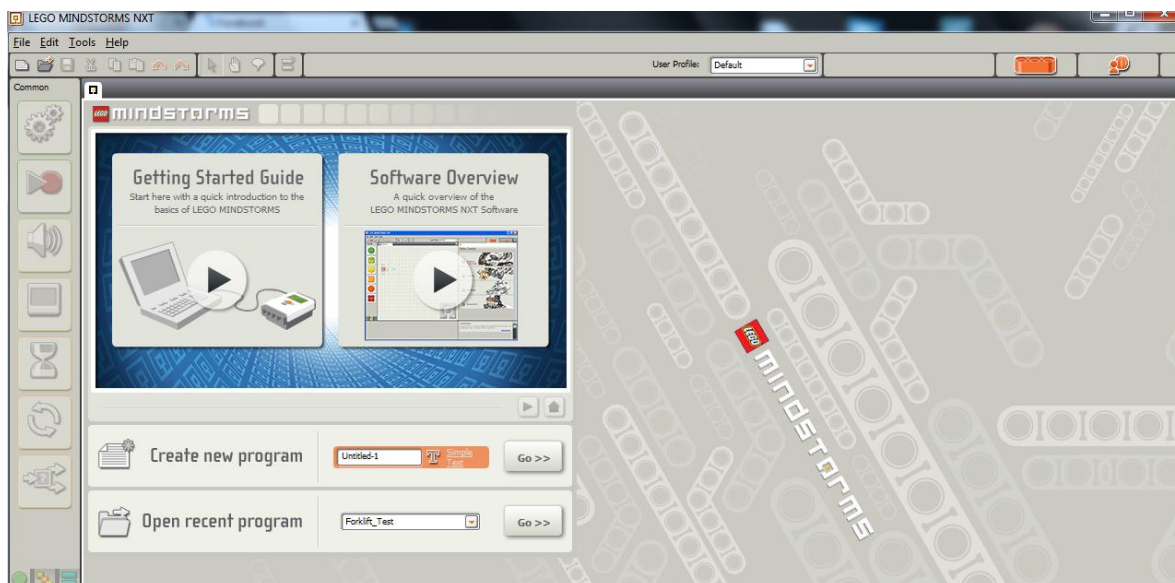 LEGO MINDSTORMS NXT
File Edit Tools Help
User Profile: Default
Common
LEGO mindstorms
Getting Started Guide
Start here with a quick introduction to the
basics of LEGO MINDSTORMS
Software Overview
A quick overview of the
LEGO MINDSTORMS NXT Software
Create new program
Untitled-1
T Simple
Text
Go >>
Open recent program
Forklift_Test
Go >>
LEGO mindstorms